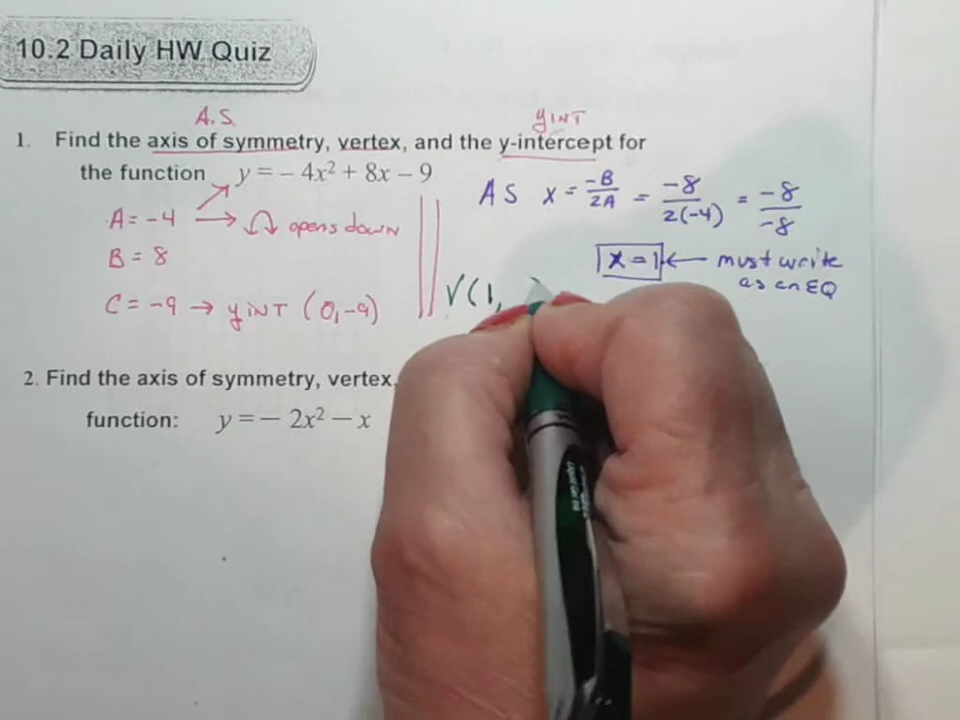 10.2 Daily HW Quiz
A.S.
y INT
1. Find the axis of symmetry, vertex, and the y-intercept for
the function y = – 4x² + 8x – 9
A = -4 → opens down
B = 8
C = -9 → y INT (0, -9)
AS x = -B/2A = -8/2(-4) = -8/-8
x = 1 ← must write
as an EQ
V(1,
2. Find the axis of symmetry, vertex,
function: y = – 2x² – x